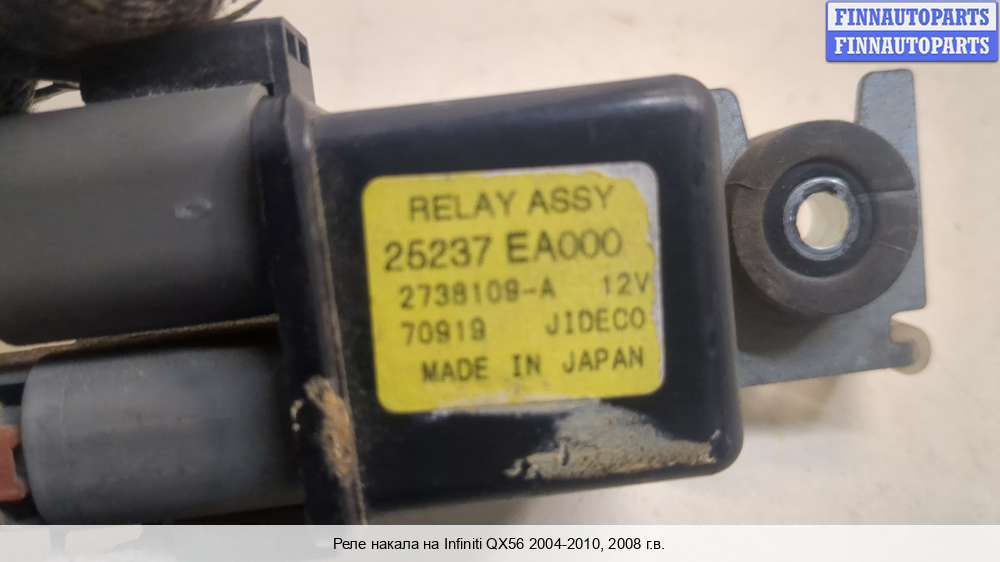 FINNAUTOPARTS
FINNAUTOPARTS
RELAY ASSY
25237 EA000
2738109-A 12V
70919 JIDECO
MADE IN JAPAN
Реле накала на Infiniti QX56 2004-2010, 2008 г.в.